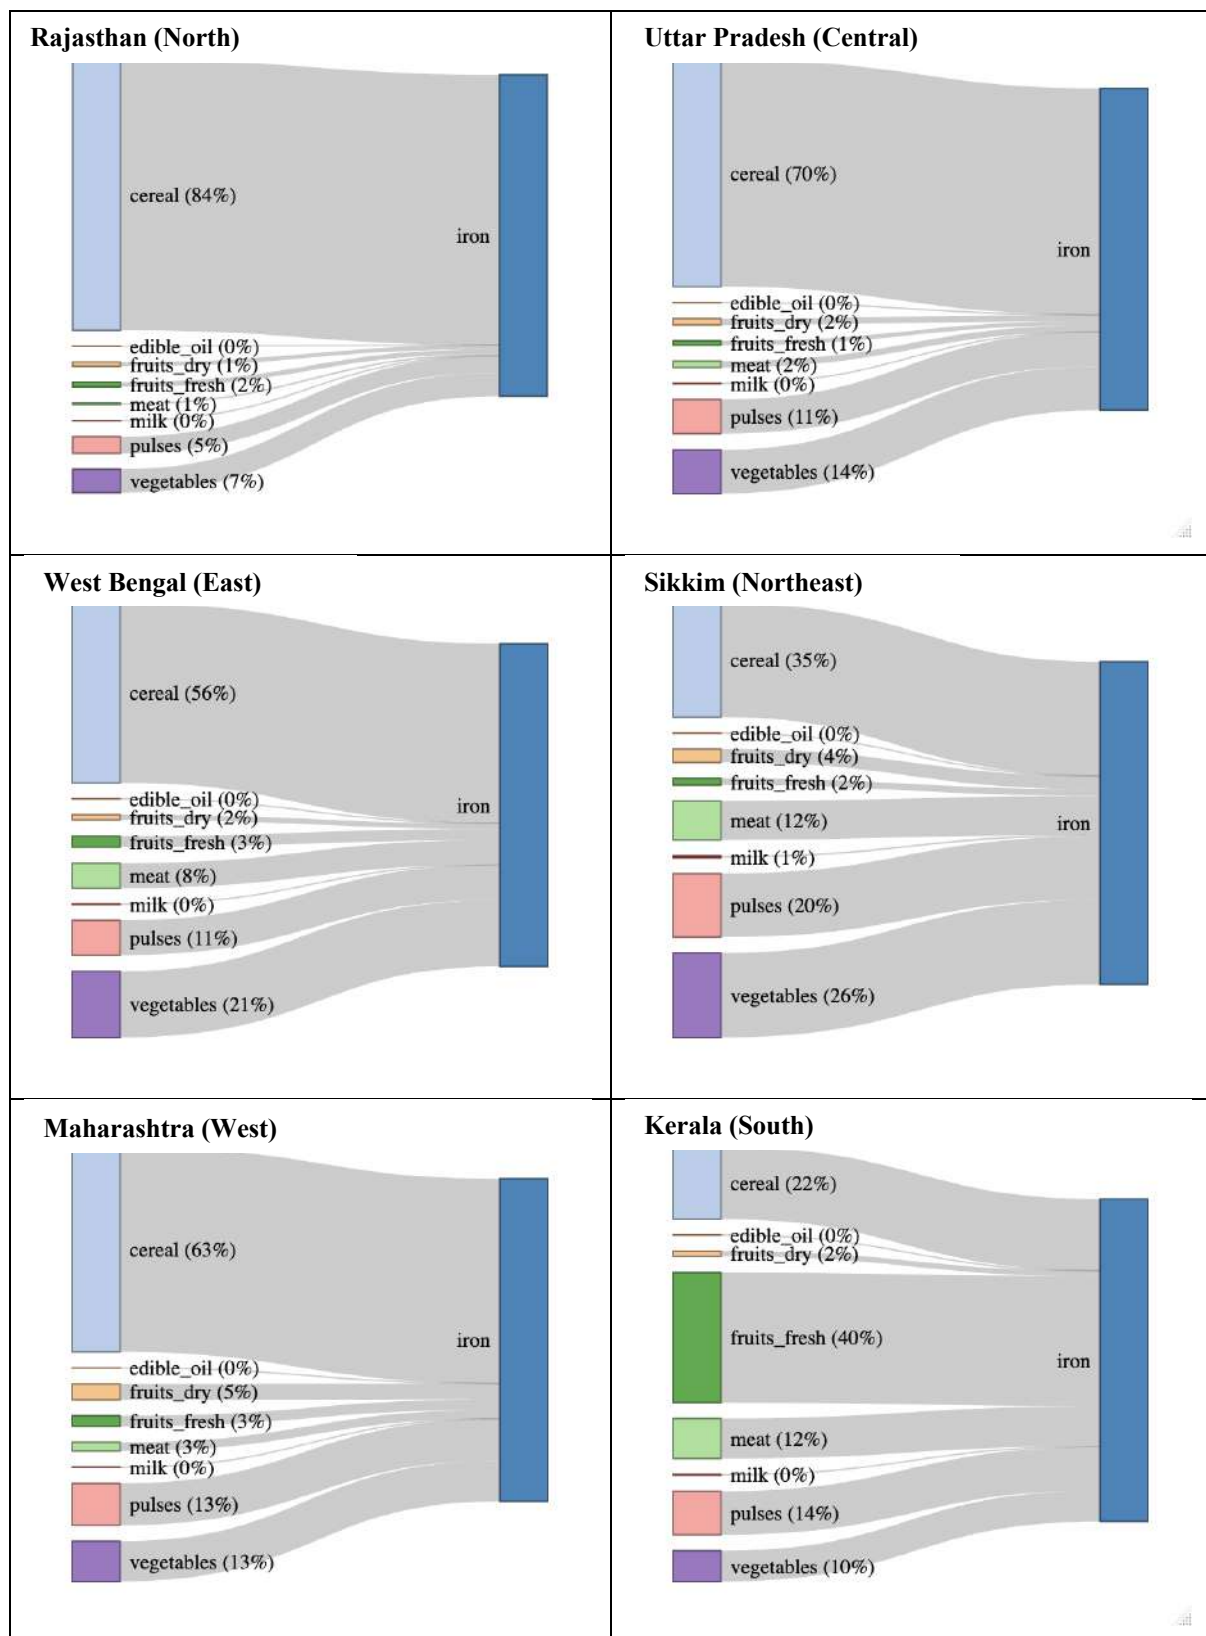 Rajasthan (North)
cereal (84%)
iron
edible_oil (0%)
fruits_dry (1%)
fruits_fresh (2%)
meat (1%)
milk (0%)
pulses (5%)
vegetables (7%)
Uttar Pradesh (Central)
cereal (70%)
iron
edible_oil (0%)
fruits_dry (2%)
fruits_fresh (1%)
meat (2%)
milk (0%)
pulses (11%)
vegetables (14%)
West Bengal (East)
cereal (56%)
iron
edible_oil (0%)
fruits_dry (2%)
fruits_fresh (3%)
meat (8%)
milk (0%)
pulses (11%)
vegetables (21%)
Sikkim (Northeast)
cereal (35%)
edible_oil (0%)
fruits_dry (4%)
fruits_fresh (2%)
meat (12%)
iron
milk (1%)
pulses (20%)
vegetables (26%)
Maharashtra (West)
cereal (63%)
iron
edible_oil (0%)
fruits_dry (5%)
fruits_fresh (3%)
meat (3%)
milk (0%)
pulses (13%)
vegetables (13%)
Kerala (South)
cereal (22%)
edible_oil (0%)
fruits_dry (2%)
fruits_fresh (40%)
iron
meat (12%)
milk (0%)
pulses (14%)
vegetables (10%)